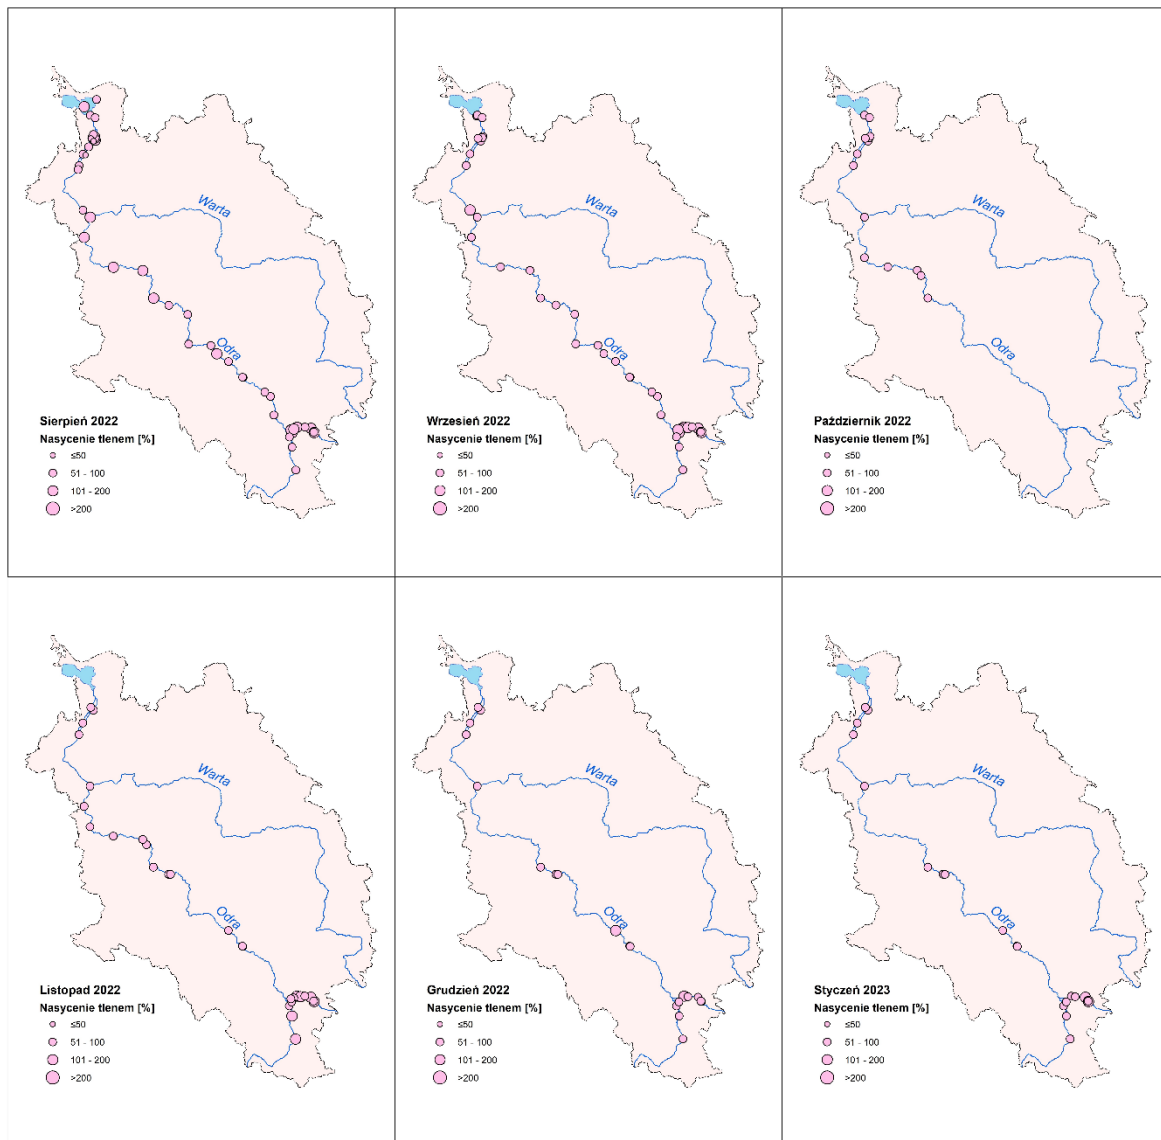 Warta
Odra
Sierpień 2022
Nasycenie tlenem [%]
≤50
51 - 100
101 - 200
>200
Warta
Odra
Wrzesień 2022
Nasycenie tlenem [%]
≤50
51 - 100
101 - 200
>200
Warta
Odra
Październik 2022
Nasycenie tlenem [%]
≤50
51 - 100
101 - 200
>200
Warta
Odra
Listopad 2022
Nasycenie tlenem [%]
≤50
51 - 100
101 - 200
>200
Warta
Odra
Grudzień 2022
Nasycenie tlenem [%]
≤50
51 - 100
101 - 200
>200
Warta
Odra
Styczeń 2023
Nasycenie tlenem [%]
≤50
51 - 100
101 - 200
>200